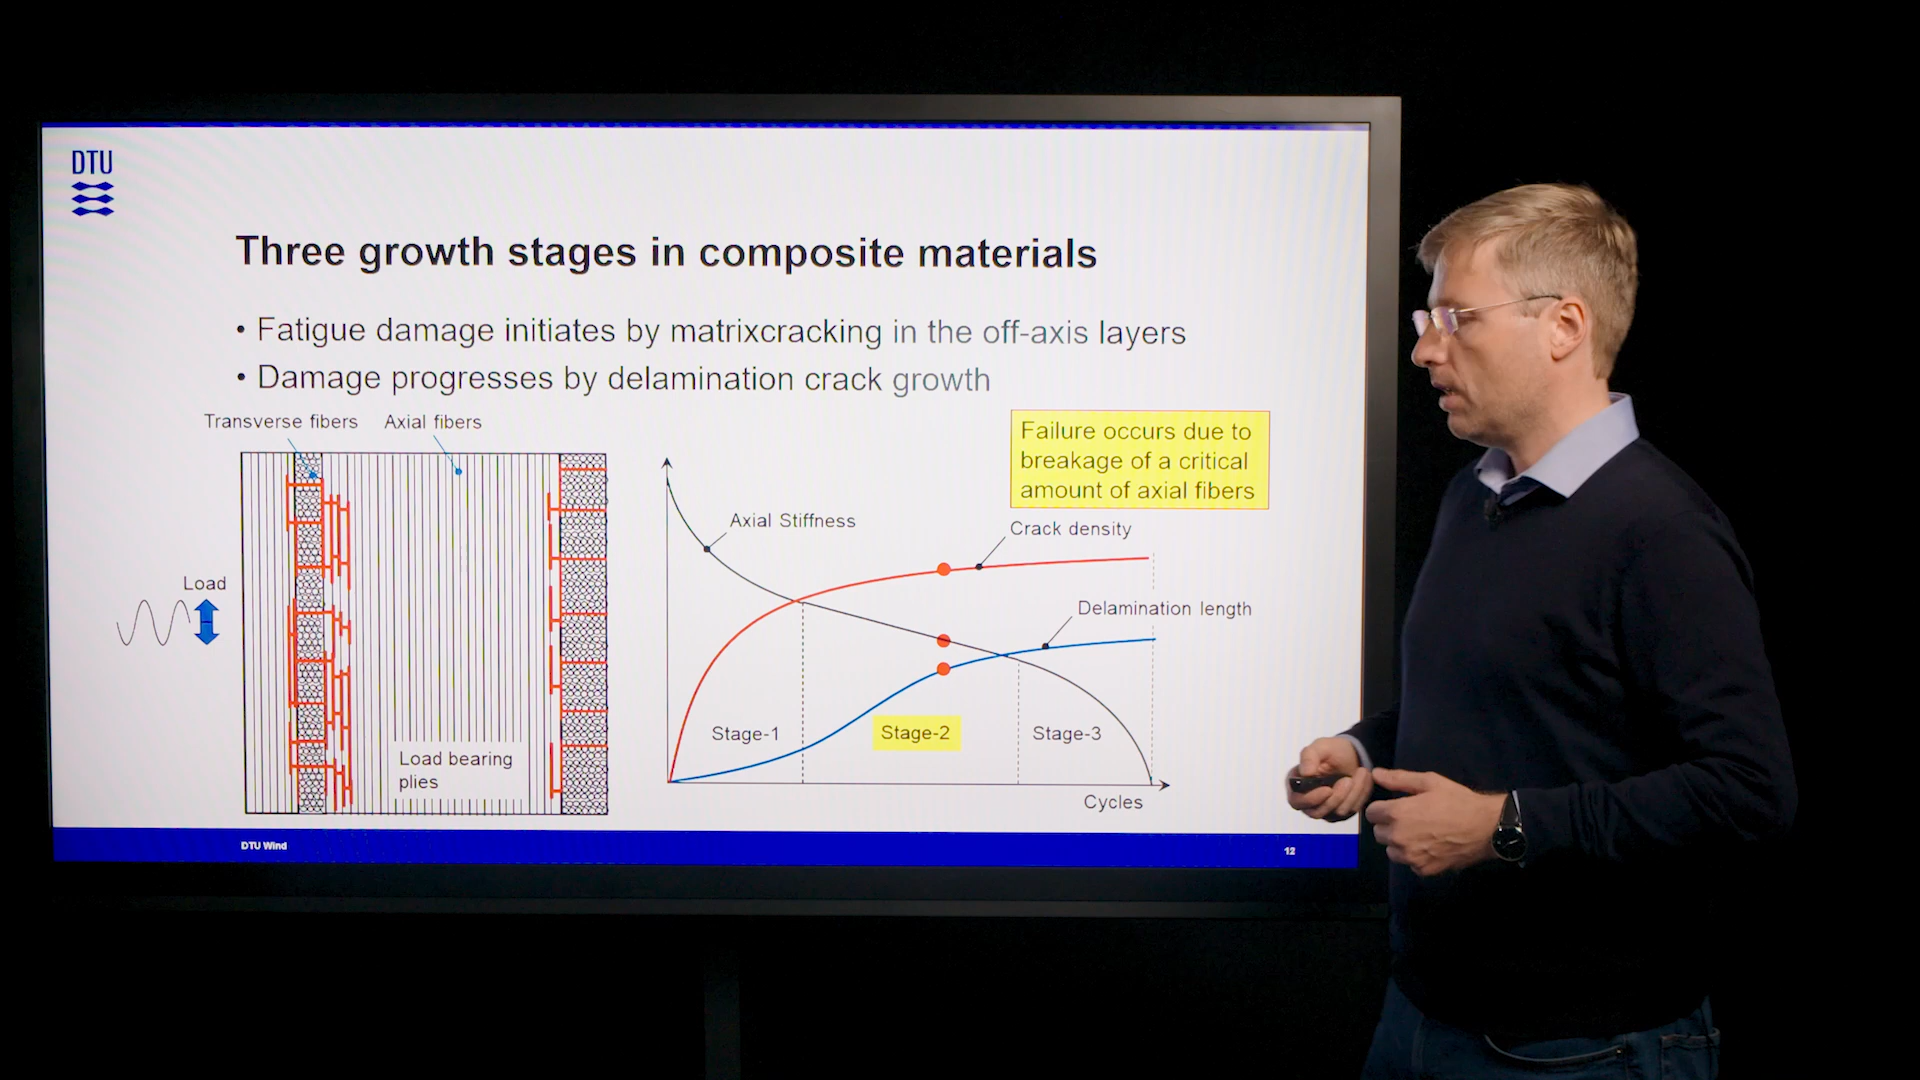 DTU
Three growth stages in composite materials
• Fatigue damage initiates by matrixcracking in the off-axis layers
• Damage progresses by delamination crack growth
Transverse fibers
Axial fibers
Failure occurs due to
breakage of a critical
amount of axial fibers
Axial Stiffness
Crack density
Load
Delamination length
Stage-1
Stage-2
Stage-3
Load bearing
plies
Cycles
DTU Wind
12